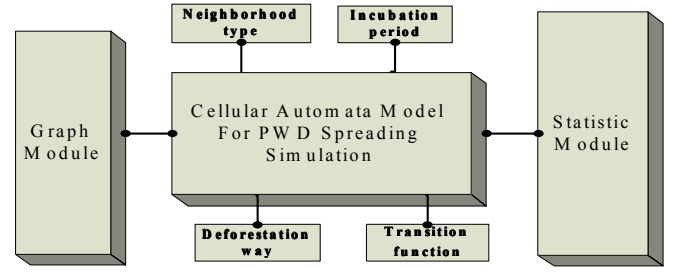 Neighborhood
type
Incubation
period
Graph
Module
Cellular Automata Model
For PWD Spreading
Simulation
Statistic
Module
Deforestation
way
Transition
function